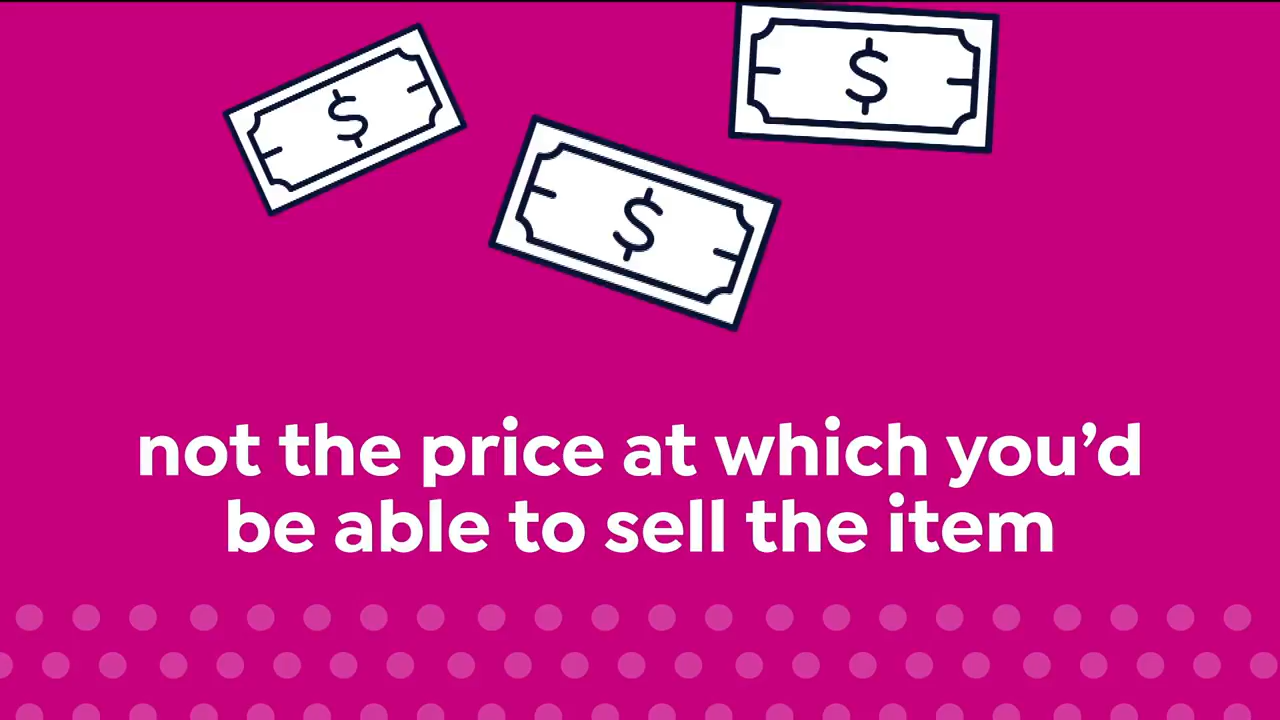 $
$
$
not the price at which you’d
be able to sell the item